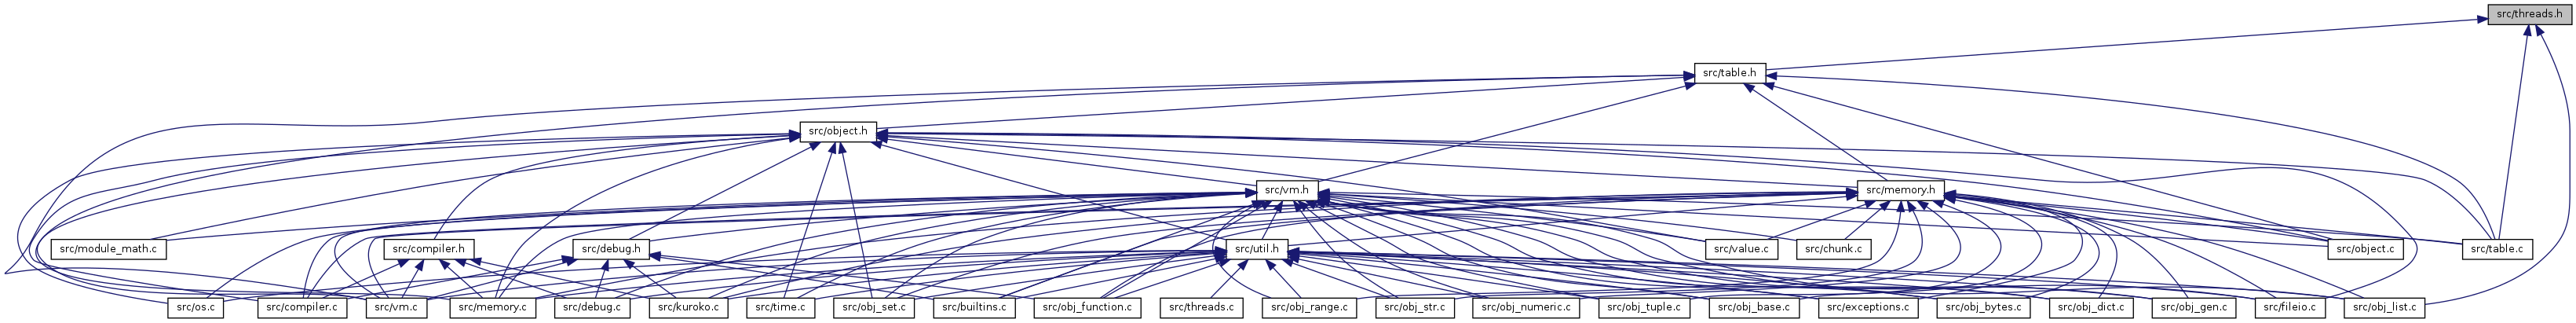 src/threads.h
src/table.h
src/object.h
src/vm.h
src/memory.h
src/module_math.c
src/compiler.h
src/debug.h
src/util.h
src/value.c
src/chunk.c
src/object.c
src/table.c
src/os.c
src/compiler.c
src/vm.c
src/memory.c
src/debug.c
src/kuroko.c
src/time.c
src/obj_set.c
src/builtins.c
src/obj_function.c
src/threads.c
src/obj_range.c
src/obj_str.c
src/obj_numeric.c
src/obj_tuple.c
src/obj_base.c
src/exceptions.c
src/obj_bytes.c
src/obj_dict.c
src/obj_gen.c
src/fileio.c
src/obj_list.c